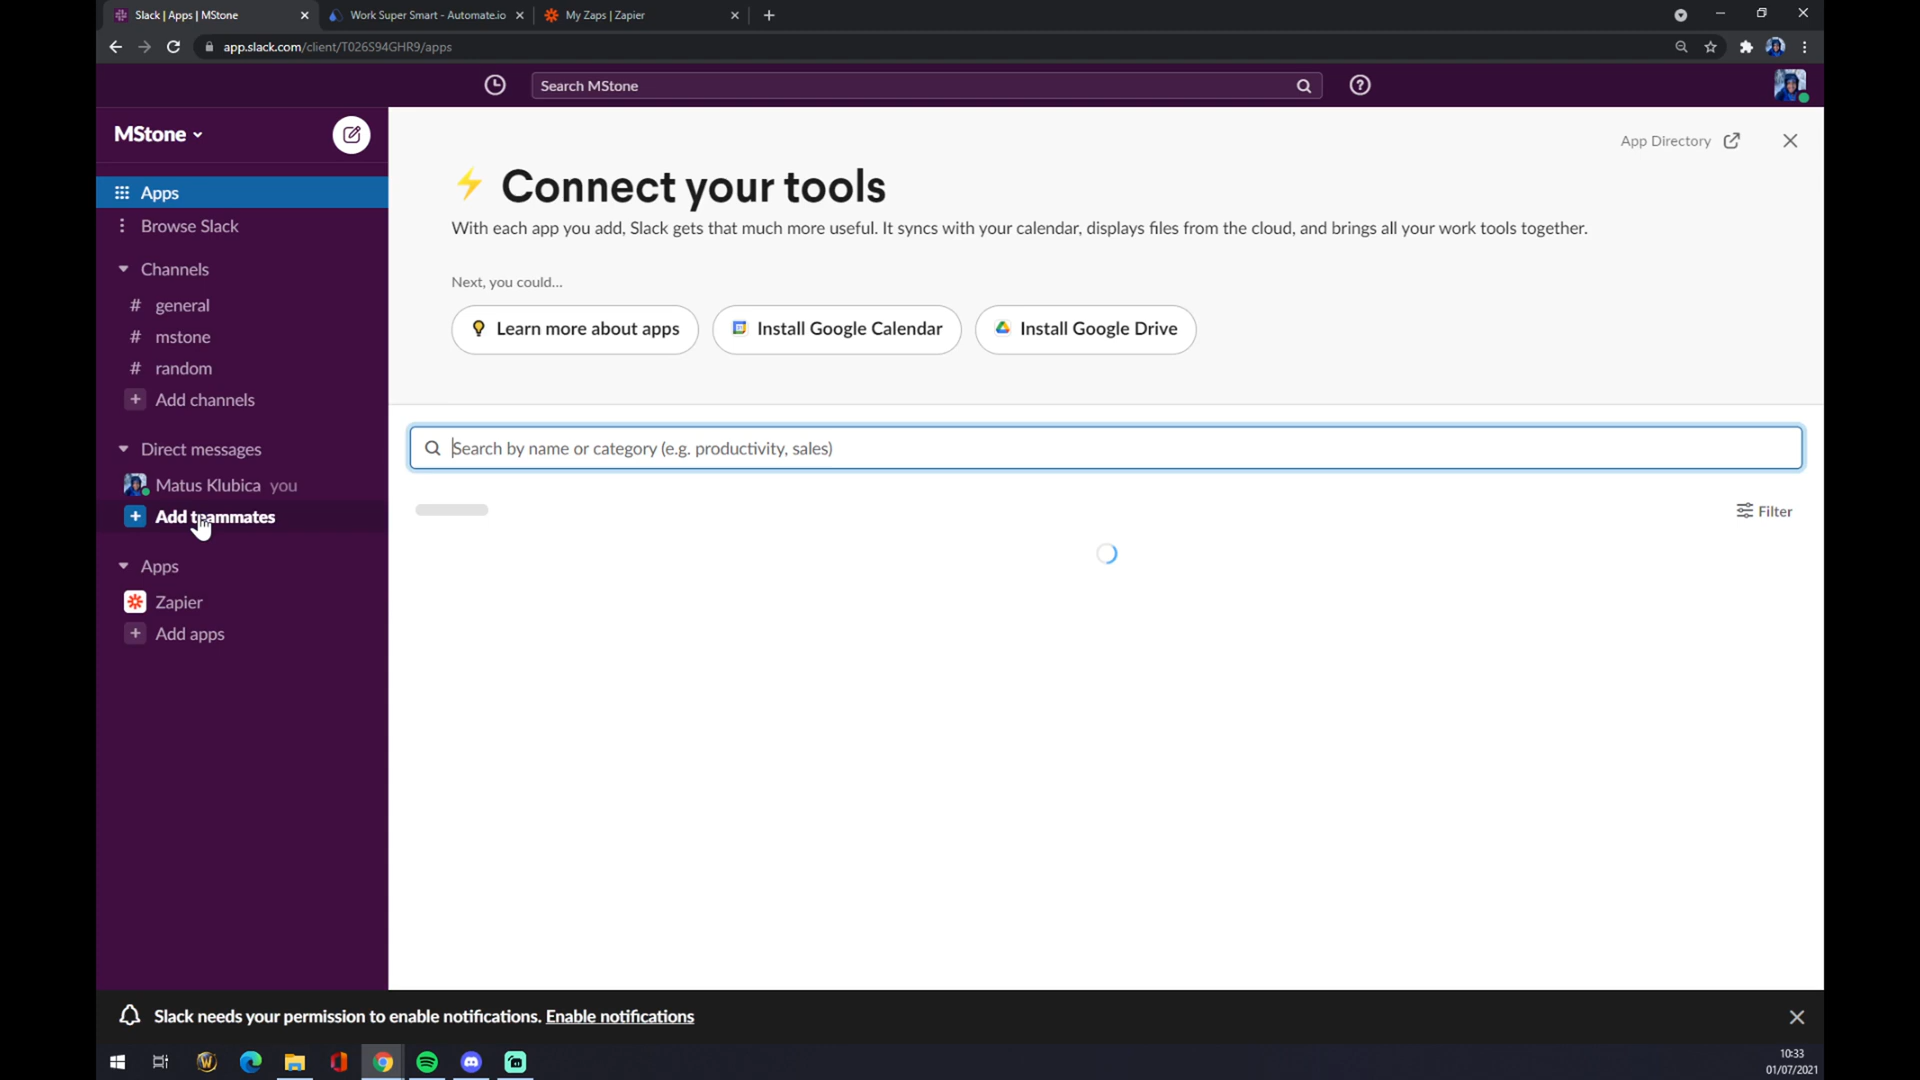 Slack | Apps | MStone
Work Super Smart - Automate.io
My Zaps | Zapier
app.slack.com/client/T026S94GHR9/apps
Search MStone
MStone
App Directory
Connect your tools
With each app you add, Slack gets that much more useful. It syncs with your calendar, displays files from the cloud, and brings all your work tools together.
Next, you could...
Learn more about apps
Install Google Calendar
Install Google Drive
Apps
Browse Slack
Channels
# general
# mstone
# random
+ Add channels
Direct messages
Matus Klubica you
+ Add teammates
Apps
Zapier
+ Add apps
Search by name or category (e.g. productivity, sales)
Filter
Slack needs your permission to enable notifications. Enable notifications
10:33
01/07/2021